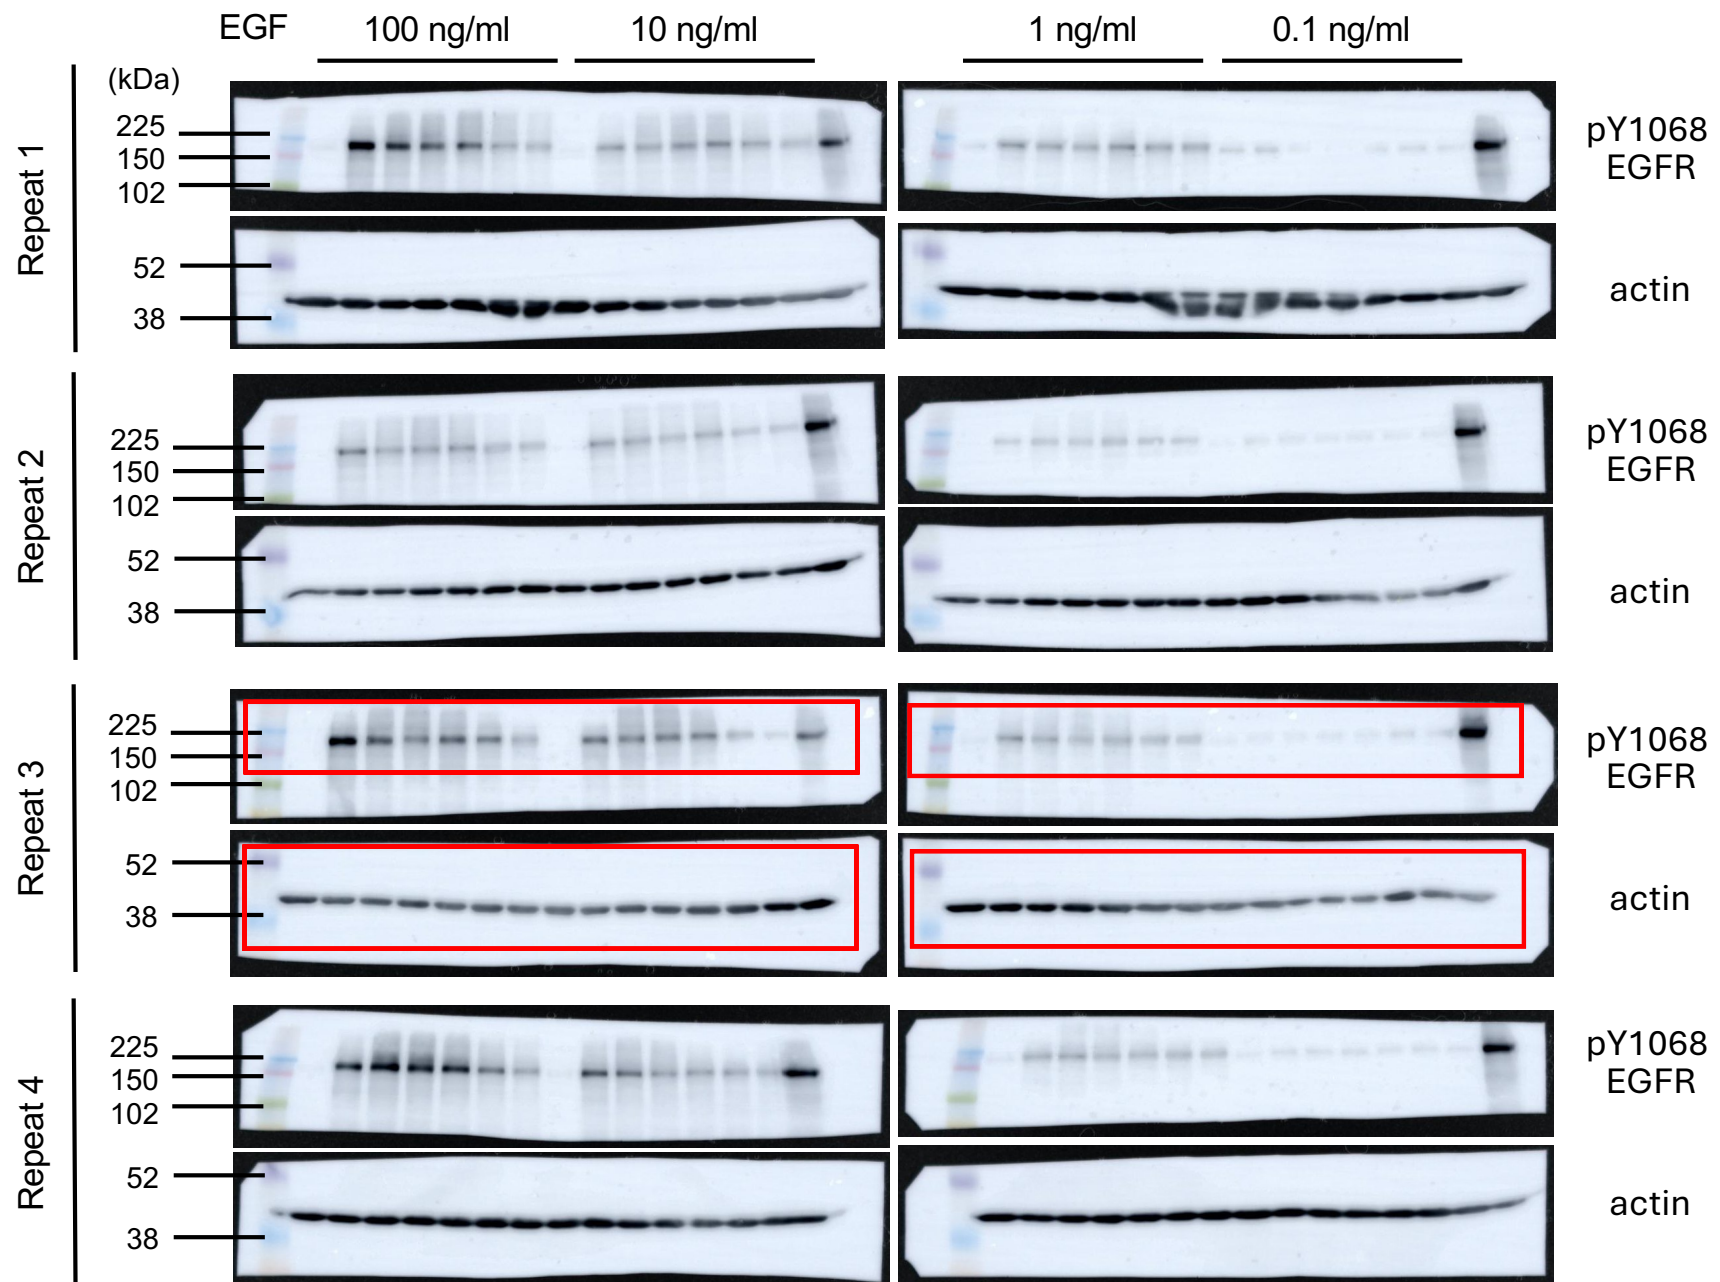 EGF 100 ng/ml 10 ng/ml 1 ng/ml 0.1 ng/ml
(kDa)
Repeat 1
225
150
102
pY1068
EGFR
52
38
actin
Repeat 2
225
150
102
pY1068
EGFR
52
38
actin
Repeat 3
225
150
102
pY1068
EGFR
52
38
actin
Repeat 4
225
150
102
pY1068
EGFR
52
38
actin